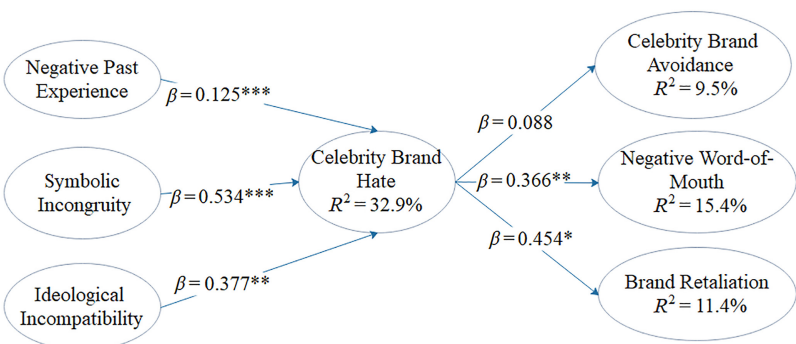 Negative Past
Experience
β=0.125***
Symbolic
Incongruity
β=0.534***
Ideological
Incompatibility
β=0.377**
Celebrity Brand
Hate
R² = 32.9%
β=0.088
β=0.366**
β=0.454*
Celebrity Brand
Avoidance
R² = 9.5%
Negative Word-of-
Mouth
R² = 15.4%
Brand Retaliation
R² = 11.4%